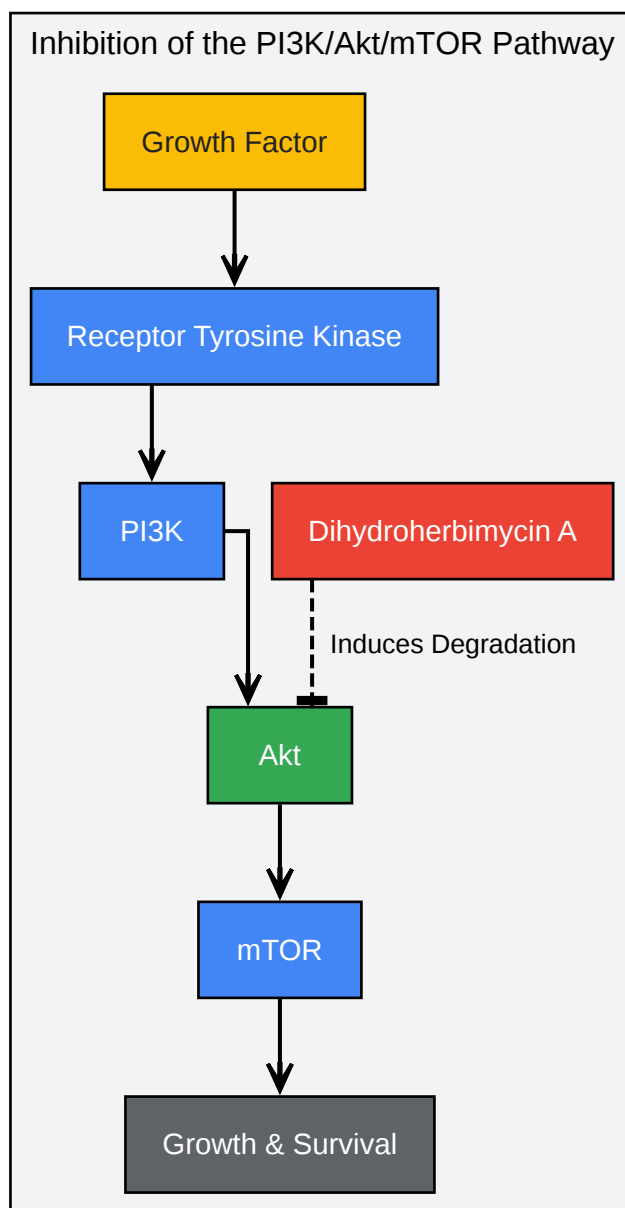 Inhibition of the PI3K/Akt/mTOR Pathway
Growth Factor
Receptor Tyrosine Kinase
PI3K
Dihydroherbimycin A
Induces Degradation
Akt
mTOR
Growth & Survival